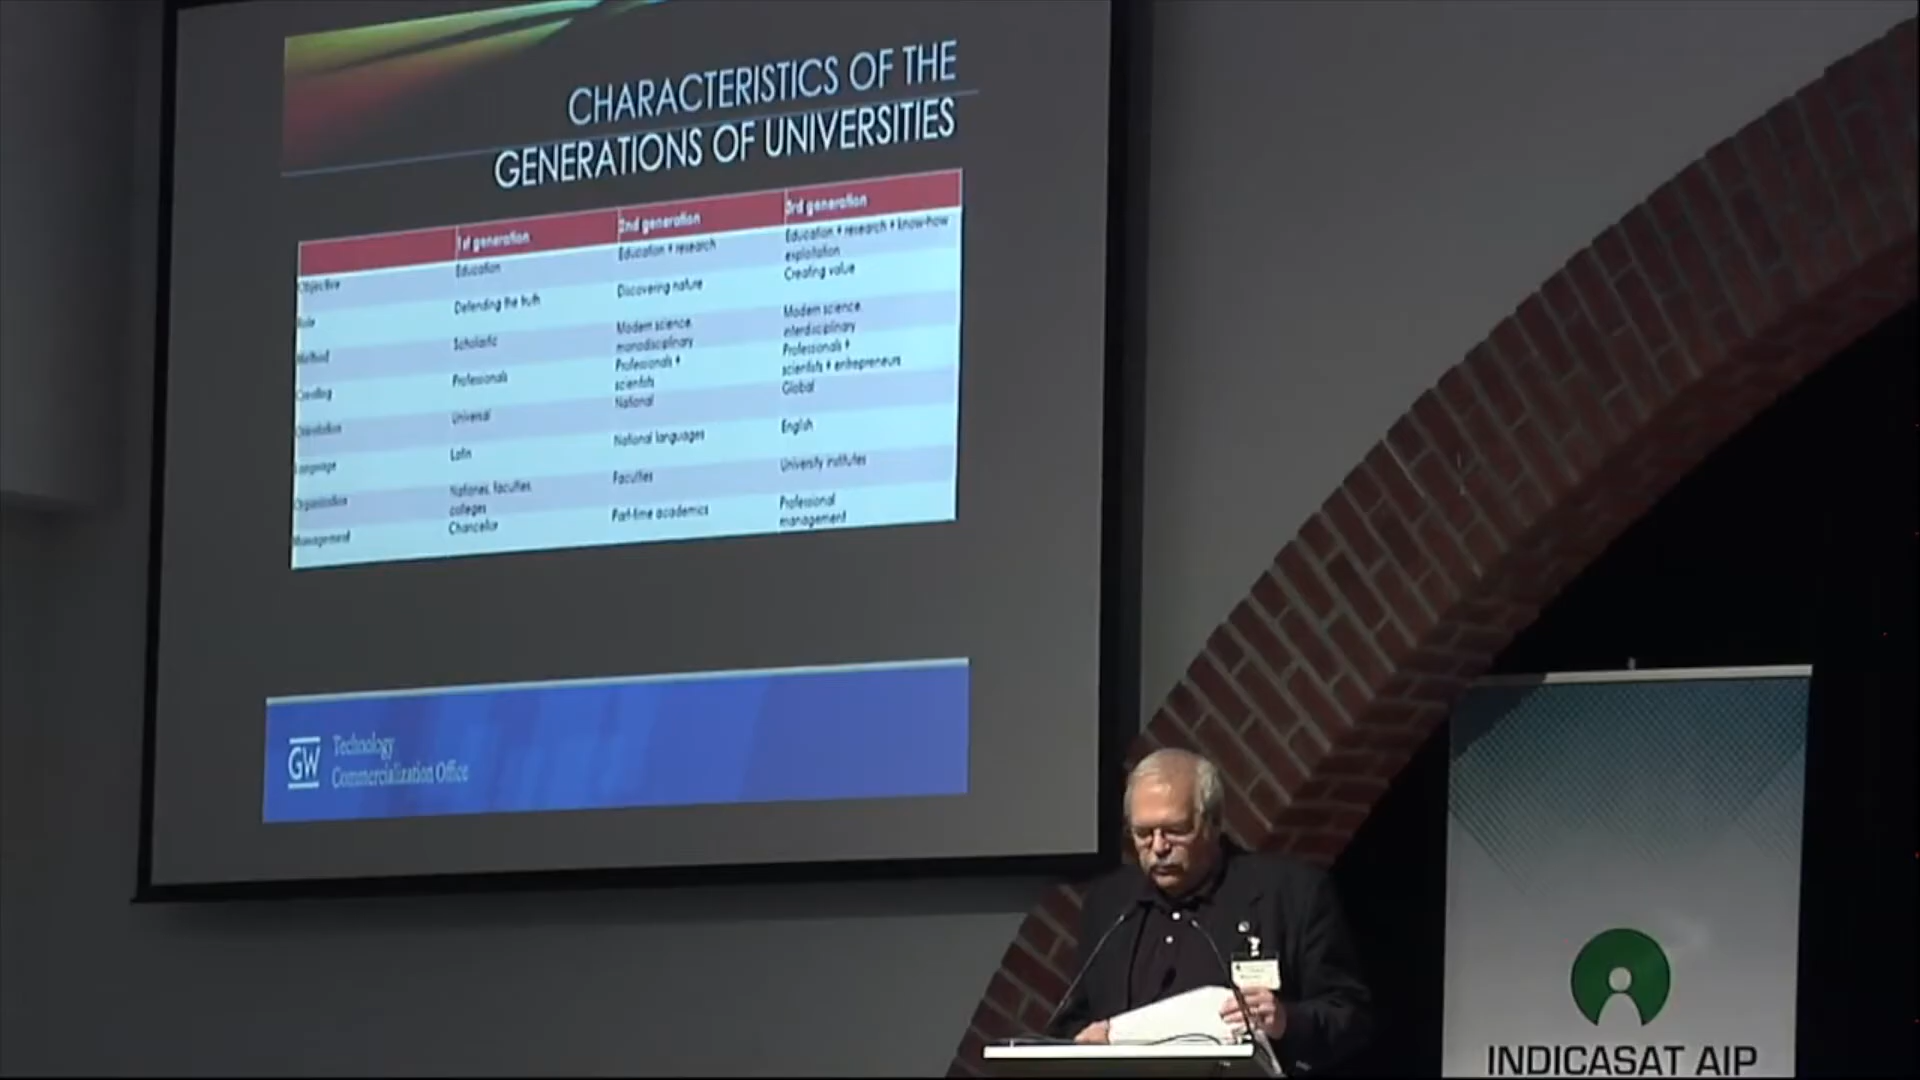 CHARACTERISTICS OF THE
GENERATIONS OF UNIVERSITIES
1st generation 2nd generation 3rd generation
Objective Education Education + research Education + research + know-how
exploitation
Role Defending the truth Discovering nature Creating value
Method Scholastic Modern science, Modern science,
monodisciplinary interdisciplinary
Creating Professionals Professionals + Professionals +
scientists scientists + entrepreneurs
Orientation Universal National Global
Language Latin National languages English
Organization Nationes, faculties, Faculties University institutes
colleges
Management Chancellor Part-time academics Professional
management
GW Technology
Commercialization Office
INDICASAT AIP